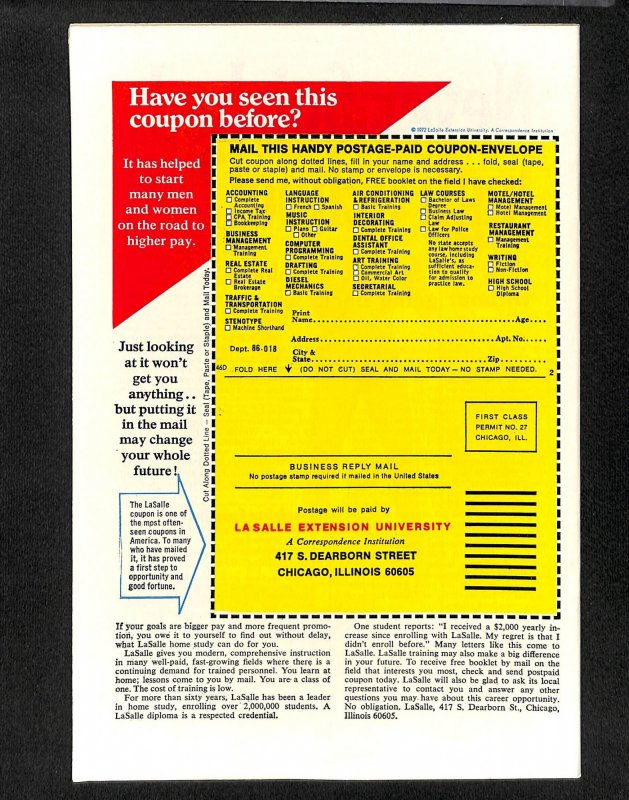 Have you seen this
coupon before?
© 1972 LaSalle Extension University, A Correspondence Institution
It has helped
to start
many men
and women
on the road to
higher pay.
Just looking
at it won't
get you
anything . .
but putting it
in the mail
may change
your whole
future!
The LaSalle
coupon is one of
the most often-
seen coupons in
America. To many
who have mailed
it, it has proved
a first step to
opportunity and
good fortune.
Cut Along Dotted Line — Seal (Tape, Paste or Staple) and Mail Today.
MAIL THIS HANDY POSTAGE-PAID COUPON-ENVELOPE
Cut coupon along dotted lines, fill in your name and address . . . fold, seal (tape,
paste or staple) and mail. No stamp or envelope is necessary.
Please send me, without obligation, FREE booklet on the field I have checked:
ACCOUNTING
☐ Complete
Accounting
☐ Income Tax
☐ CPA Training
☐ Bookkeeping
BUSINESS
MANAGEMENT
☐ Management
Training
REAL ESTATE
☐ Complete Real
Estate
☐ Real Estate
Brokerage
TRAFFIC &
TRANSPORTATION
☐ Complete Training
STENOTYPE
☐ Machine Shorthand
LANGUAGE
INSTRUCTION
☐ French ☐ Spanish
MUSIC
INSTRUCTION
☐ Piano ☐ Guitar
☐ Other
COMPUTER
PROGRAMMING
☐ Complete Training
DRAFTING
☐ Complete Training
DIESEL
MECHANICS
☐ Basic Training
AIR CONDITIONING
& REFRIGERATION
☐ Basic Training
INTERIOR
DECORATING
☐ Complete Training
DENTAL OFFICE
ASSISTANT
☐ Complete Training
ART TRAINING
☐ Complete Training
☐ Commercial Art
☐ Oil, Water Color
SECRETARIAL
☐ Complete Training
LAW COURSES
☐ Bachelor of Laws
Degree
☐ Business Law
☐ Claim Adjusting
Law
☐ Law for Police
Officers
No state accepts
any law home study
course, including
LaSalle's, as
sufficient educa-
tion to qualify
for admission to
practice law.
MOTEL/HOTEL
MANAGEMENT
☐ Motel Management
☐ Hotel Management
RESTAURANT
MANAGEMENT
☐ Management
Training
WRITING
☐ Fiction
☐ Non-Fiction
HIGH SCHOOL
☐ High School
Diploma
Print
Name Age
Address Apt. No.
Dept. 86-018
City &
State Zip
46D FOLD HERE (DO NOT CUT) SEAL AND MAIL TODAY — NO STAMP NEEDED. 2
FIRST CLASS
PERMIT NO. 27
CHICAGO, ILL.
BUSINESS REPLY MAIL
No postage stamp required if mailed in the United States
Postage will be paid by
LA SALLE EXTENSION UNIVERSITY
A Correspondence Institution
417 S. DEARBORN STREET
CHICAGO, ILLINOIS 60605
If your goals are bigger pay and more frequent promo-
tion, you owe it to yourself to find out without delay,
what LaSalle home study can do for you.
LaSalle gives you modern, comprehensive instruction
in many well-paid, fast-growing fields where there is a
continuing demand for trained personnel. You learn at
home; lessons come to you by mail. You are a class of
one. The cost of training is low.
For more than sixty years, LaSalle has been a leader
in home study, enrolling over 2,000,000 students. A
LaSalle diploma is a respected credential.
One student reports: "I received a $2,000 yearly in-
crease since enrolling with LaSalle. My regret is that I
didn't enroll before." Many letters like this come to
LaSalle. LaSalle training may also make a big difference
in your future. To receive free booklet by mail on the
field that interests you most, check and send postpaid
coupon today. LaSalle will also be glad to ask its local
representative to contact you and answer any other
questions you may have about this career opportunity.
No obligation. LaSalle, 417 S. Dearborn St., Chicago,
Illinois 60605.